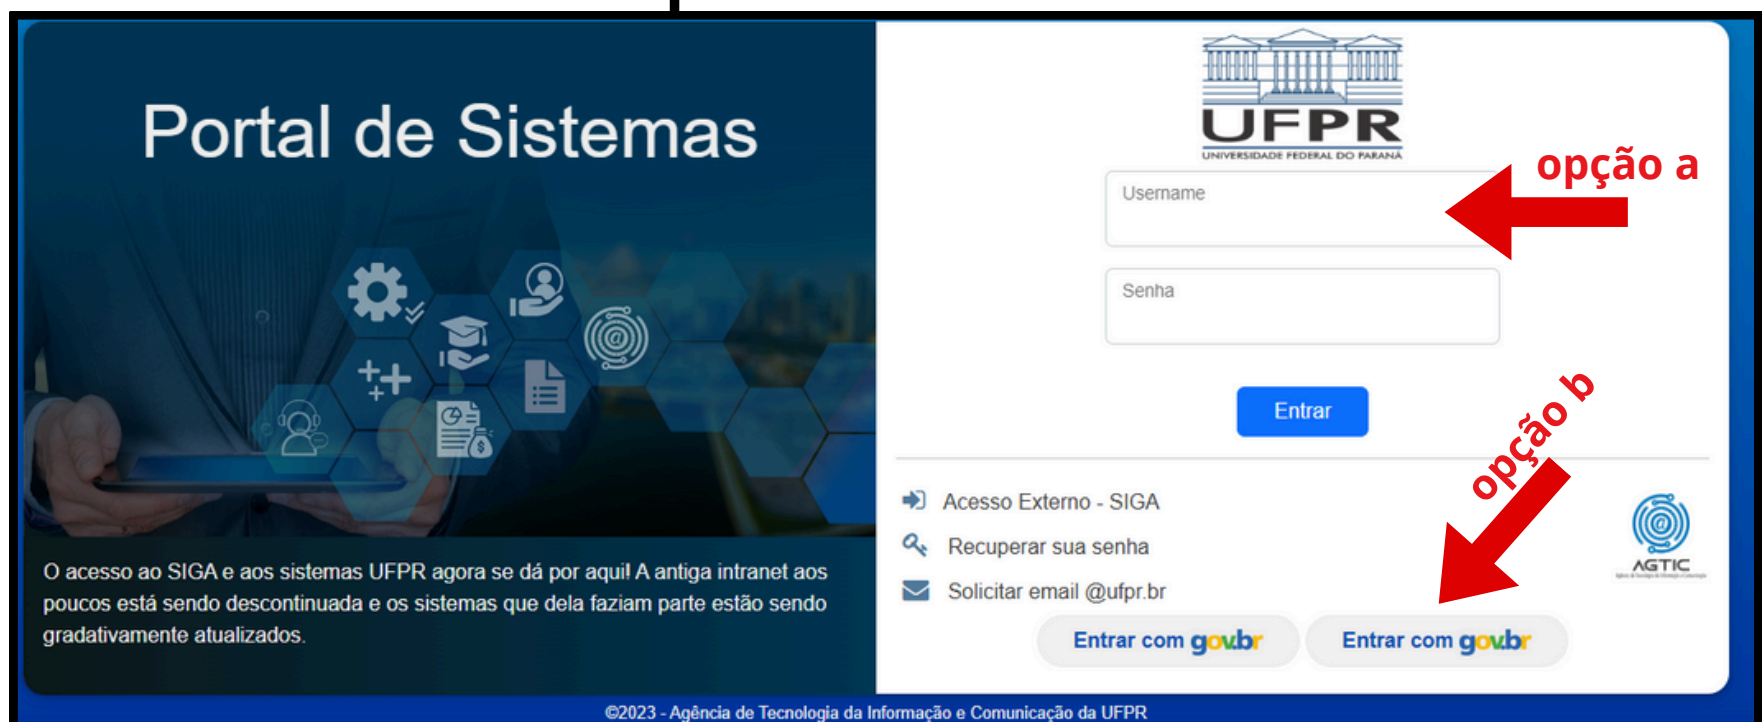 Portal de Sistemas
O acesso ao SIGA e aos sistemas UFPR agora se dá por aqui! A antiga intranet aos
poucos está sendo descontinuada e os sistemas que dela faziam parte estão sendo
gradativamente atualizados.
UFPR
UNIVERSIDADE FEDERAL DO PARANÁ
opção a
Username
Senha
Entrar
opção b
Acesso Externo - SIGA
Recuperar sua senha
Solicitar email @ufpr.br
AGTIC
Entrar com gov.br
Entrar com gov.br
©2023 - Agência de Tecnologia da Informação e Comunicação da UFPR